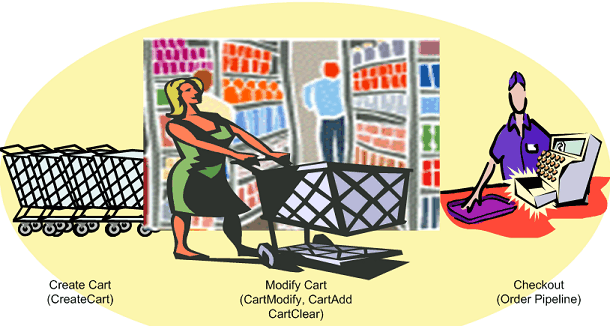 Create Cart
(CreateCart)
Modify Cart
(CartModify, CartAdd
CartClear)
Checkout
(Order Pipeline)